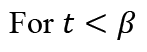 For 𝑡 < 𝛽